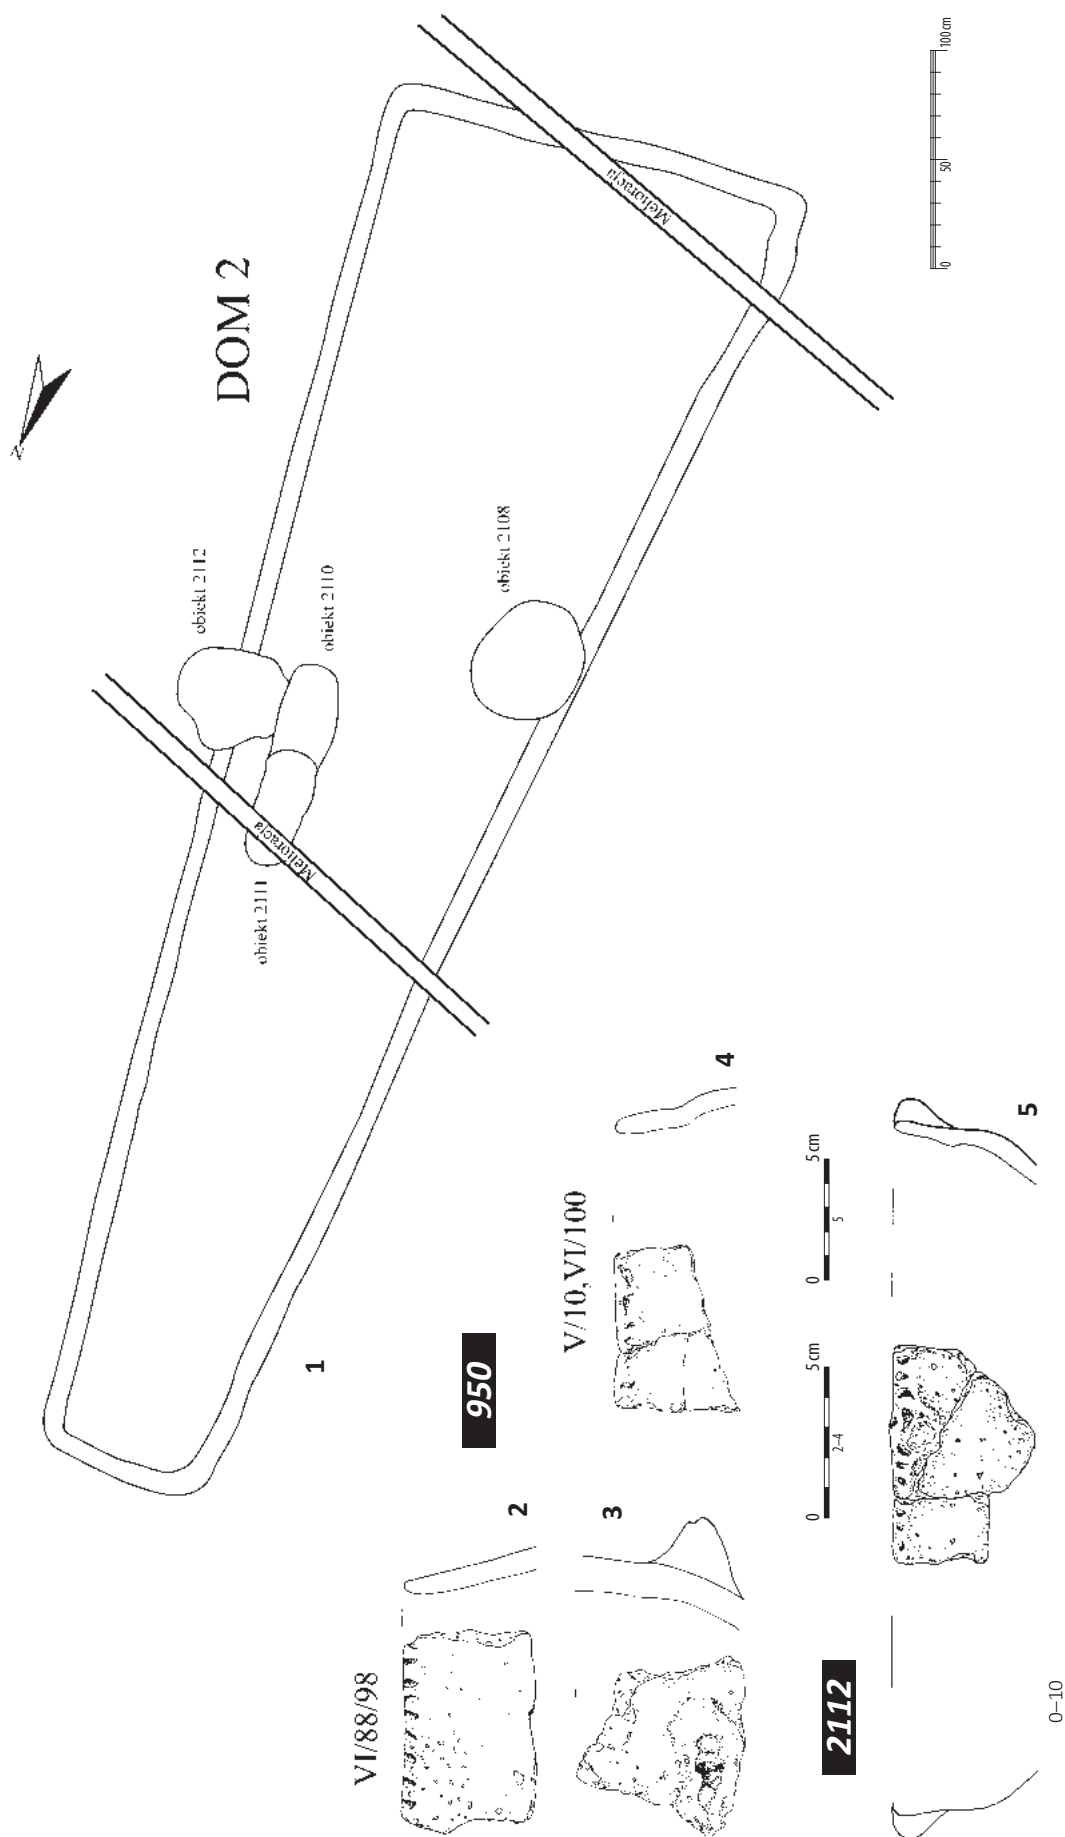 N
DOM 2
obiekt 2112
obiekt 2110
obiekt 2111
obiekt 2108
Melioracja
Melioracja
0 50 100 cm
1
950
VI/88/98
2
3
V/10,VI/100
4
0 5 cm
2–4
0 5 cm
5
2112
0–10
5